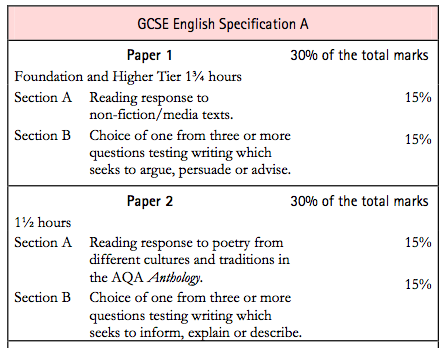 GCSE English Specification A
Paper 1 30% of the total marks
Foundation and Higher Tier 1¾ hours
Section A Reading response to 15%
non-fiction/media texts.
Section B Choice of one from three or more 15%
questions testing writing which
seeks to argue, persuade or advise.
Paper 2 30% of the total marks
1½ hours
Section A Reading response to poetry from 15%
different cultures and traditions in
the AQA Anthology.
Section B Choice of one from three or more 15%
questions testing writing which
seeks to inform, explain or describe.